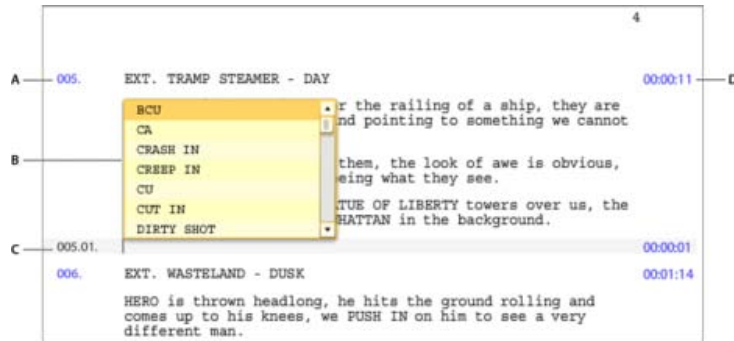 4
A 005. EXT. TRAMP STEAMER - DAY 00:00:11 D
r the railing of a ship, they are
nd pointing to something we cannot
them, the look of awe is obvious,
eing what they see.
TUE OF LIBERTY towers over us, the
HATTAN in the background.
B
BCU
CA
CRASH IN
CREEP IN
CU
CUT IN
DIRTY SHOT
C 005.01. 00:00:01
006. EXT. WASTELAND - DUSK 00:01:14
HERO is thrown headlong, he hits the ground rolling and
comes up to his knees, we PUSH IN on him to see a very
different man.